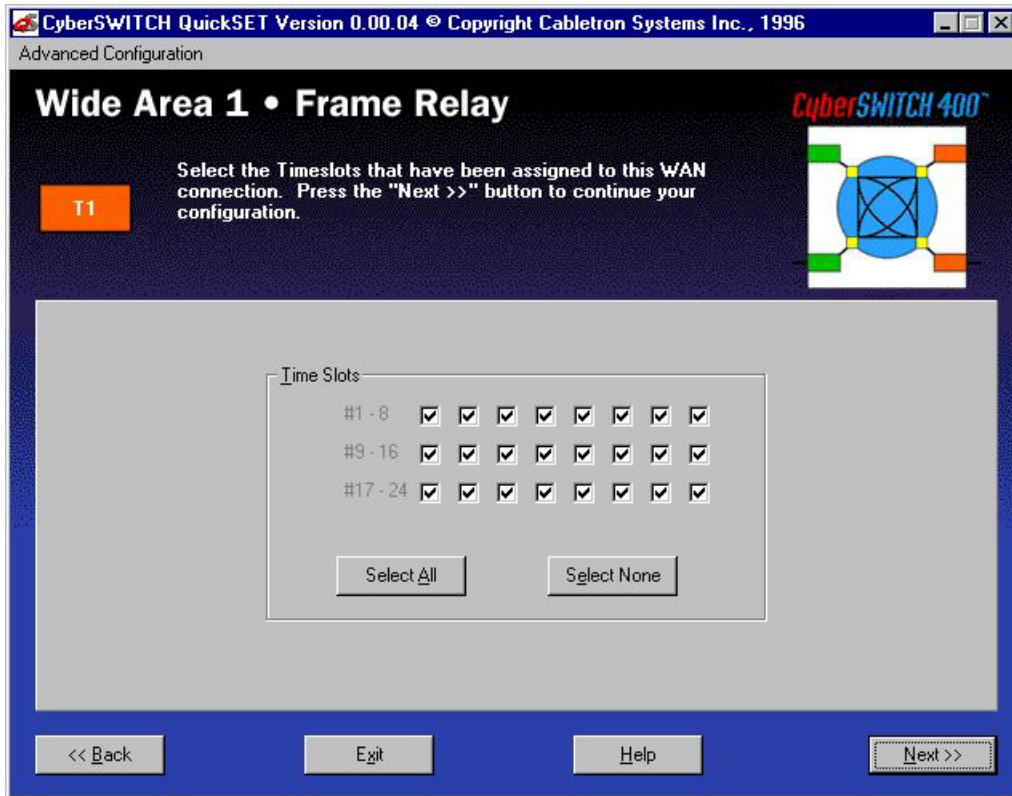 CyberSWITCH QuickSET Version 0.00.04 © Copyright Cabletron Systems Inc., 1996
Advanced Configuration
Wide Area 1 • Frame Relay
CyberSWITCH 400™
T1
Select the Timeslots that have been assigned to this WAN
connection. Press the "Next >>" button to continue your
configuration.
Time Slots
#1 - 8
#9 - 16
#17 - 24
Select All
Select None
<< Back
Exit
Help
Next >>